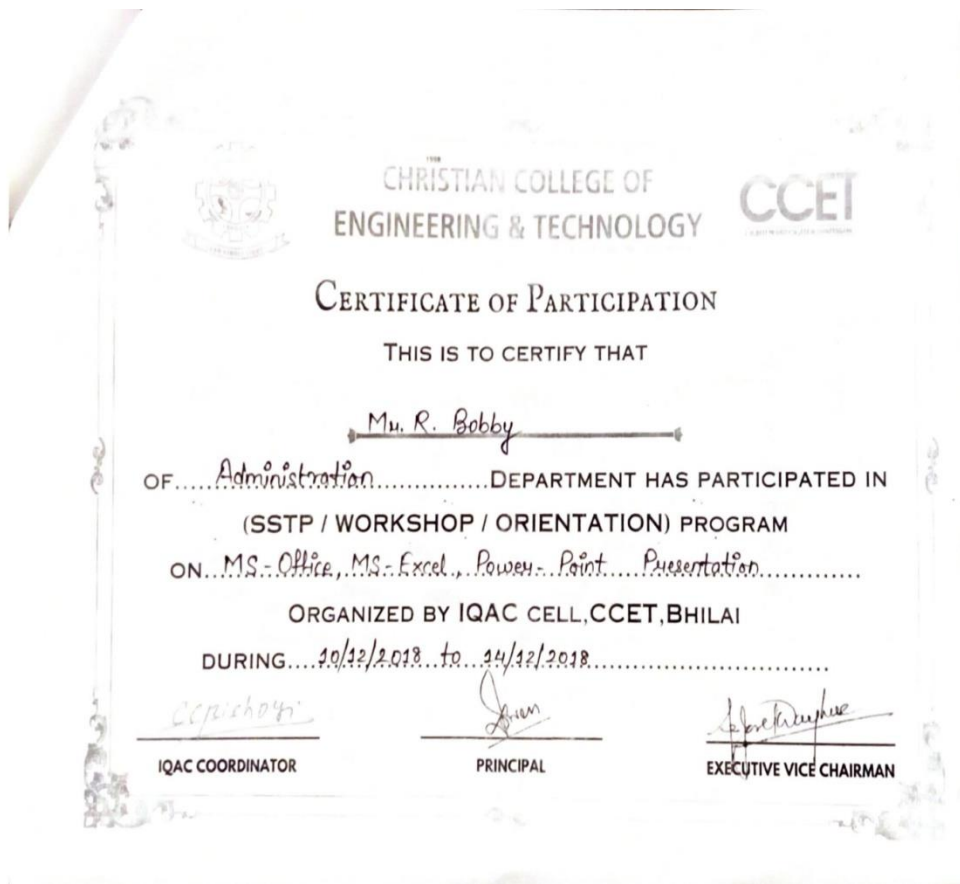 1998
CHRISTIAN COLLEGE OF
ENGINEERING & TECHNOLOGY
CCET
CERTIFICATE OF PARTICIPATION
THIS IS TO CERTIFY THAT
Mr. R. Bobby
OF.....Administration................DEPARTMENT HAS PARTICIPATED IN
(SSTP / WORKSHOP / ORIENTATION) PROGRAM
ON...MS-Office, MS-Excel, Power-Point Presentation..............
ORGANIZED BY IQAC CELL,CCET,BHILAI
DURING....10/12/2018 to 14/12/2018..................................
IQAC COORDINATOR
PRINCIPAL
EXECUTIVE VICE CHAIRMAN